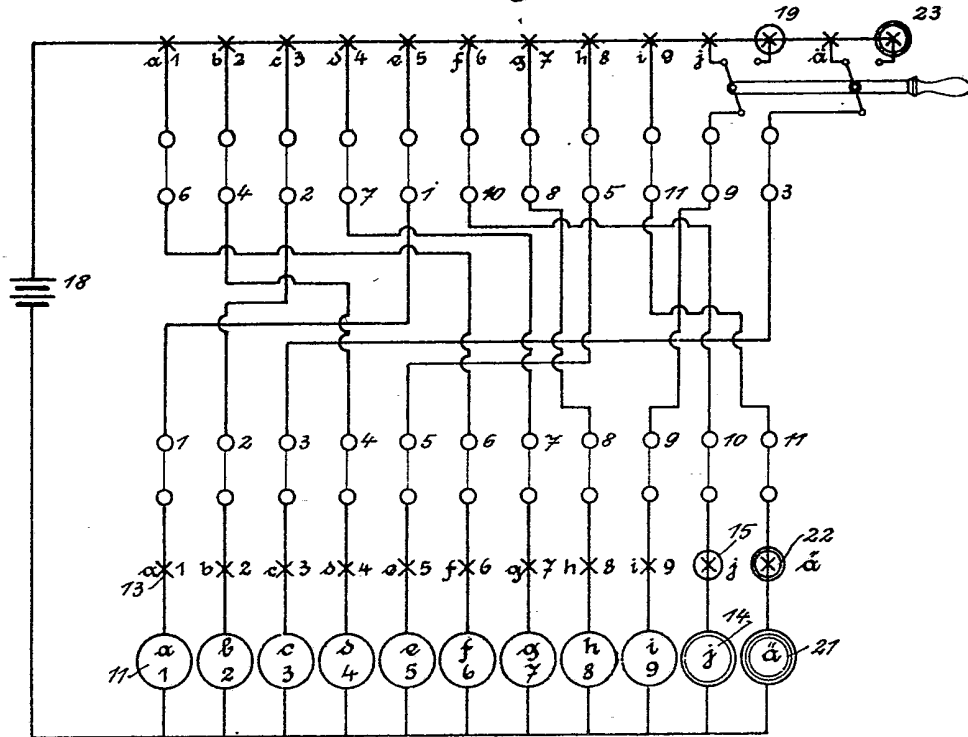 19 23
a 1 b 2 c 3 d 4 e 5 f 6 g 7 h 8 i 9 j ä
6 4 2 7 1 10 8 5 11 9 3
18
1 2 3 4 5 6 7 8 9 10 11
15 22
a 1 b 2 c 3 d 4 e 5 f 6 g 7 h 8 i 9 j ä
13
14
a b c d e f g h i j ä
11 21
1 2 3 4 5 6 7 8 9